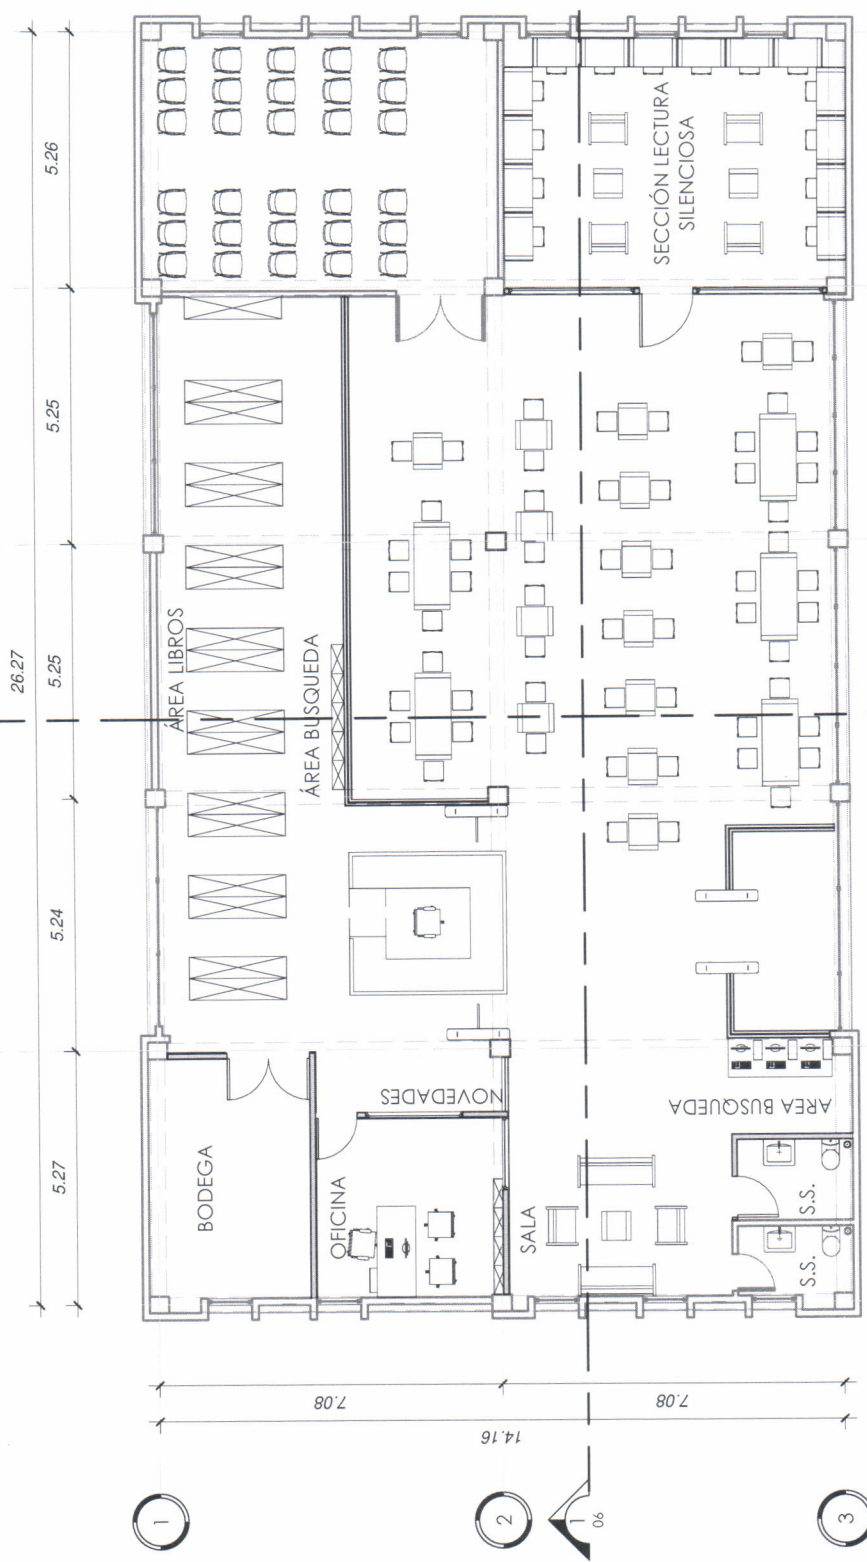 26.27
5.27
5.24
5.25
5.25
5.26
14.16
7.08
7.08
1
2
3
1
06
BODEGA
OFICINA
NOVEDADES
SALA
S.S.
S.S.
AREA BUSQUEDA
ÁREA LIBROS
ÁREA BUSQUEDA
SECCIÓN LECTURA
SILENCIOSA